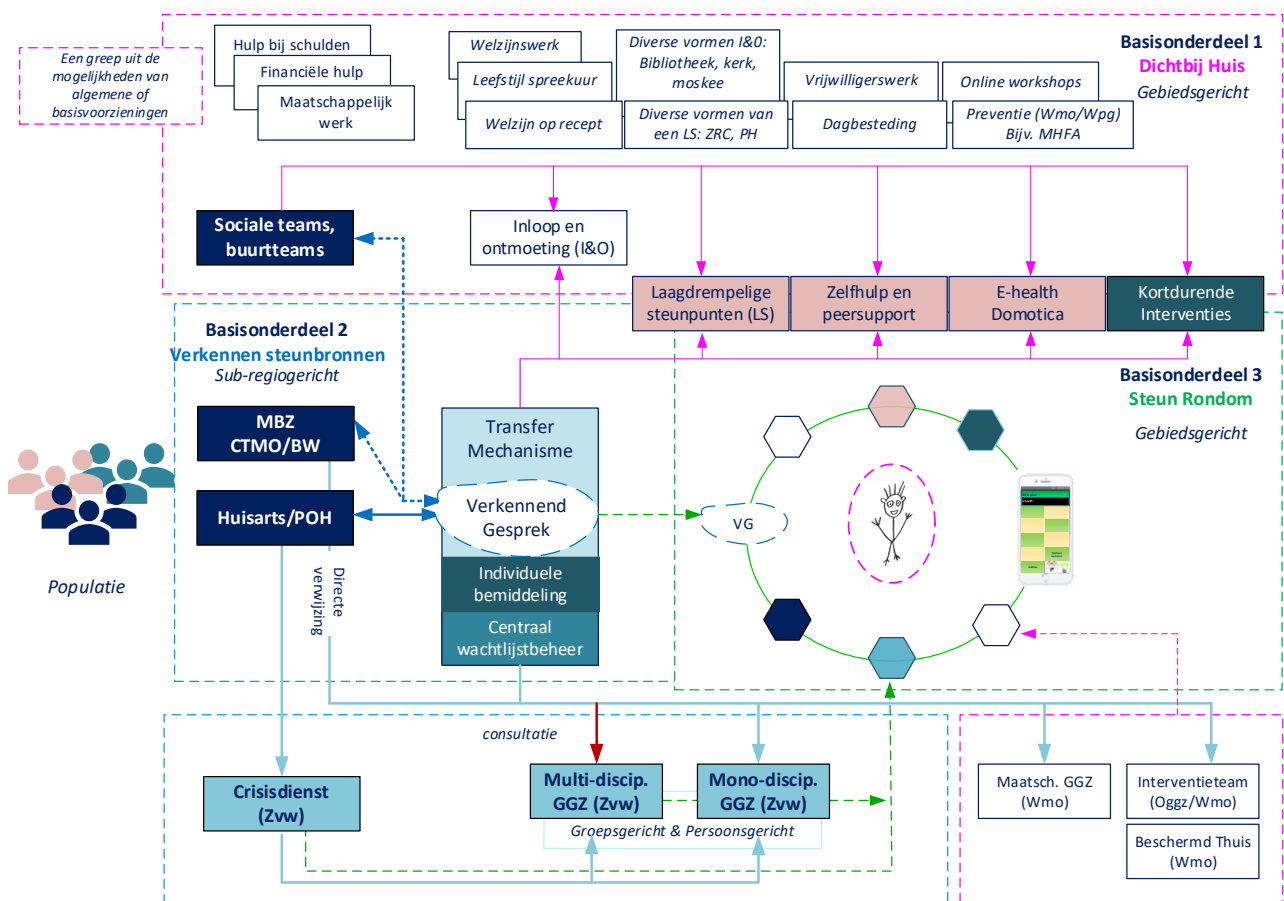 Een greep uit de
mogelijkheden van
algemene of
basisvoorzieningen
Hulp bij schulden
Financiële hulp
Maatschappelijk
werk
Welzijnswerk
Leefstijl spreekuur
Welzijn op recept
Diverse vormen I&O:
Bibliotheek, kerk,
moskee
Diverse vormen van
een LS: ZRC, PH
Vrijwilligerswerk
Dagbesteding
Online workshops
Preventie (Wmo/Wpg)
Bijv. MHFA
Basisonderdeel 1
Dichtbij Huis
Gebiedsgericht
Sociale teams,
buurtteams
Inloop en
ontmoeting (I&O)
Laagdrempelige
steunpunten (LS)
Zelfhulp en
peersupport
E-health
Domotica
Kortdurende
Interventies
Basisonderdeel 2
Verkennen steunbronnen
Sub-regiogericht
MBZ
CTMO/BW
Huisarts/POH
Directe
verwijzing
Populatie
Transfer
Mechanisme
Verkennend
Gesprek
Individuele
bemiddeling
Centraal
wachtlijstbeheer
Basisonderdeel 3
Steun Rondom
Gebiedsgericht
VG
consultatie
Crisisdienst
(Zvw)
Multi-discip.
GGZ (Zvw)
Mono-discip.
GGZ (Zvw)
Groepsgericht & Persoonsgericht
Maatsch. GGZ
(Wmo)
Interventieteam
(Oggz/Wmo)
Beschermd Thuis
(Wmo)